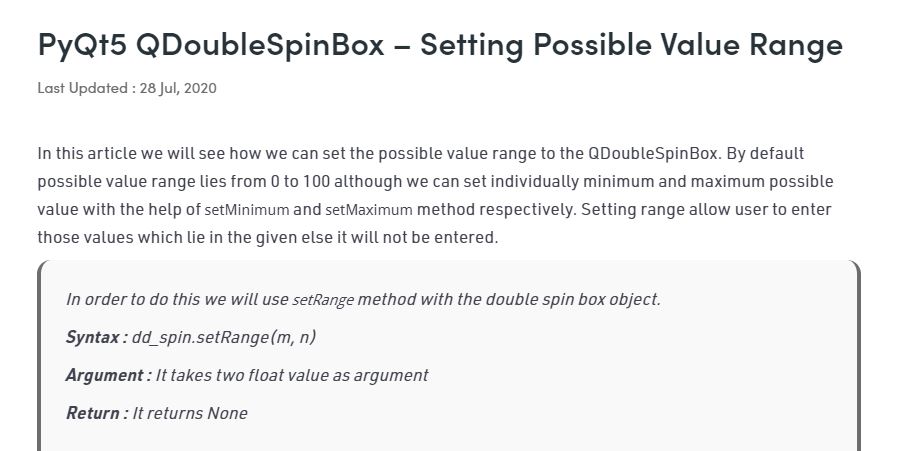 PyQt5 QDoubleSpinBox – Setting Possible Value Range
Last Updated : 28 Jul, 2020
In this article we will see how we can set the possible value range to the QDoubleSpinBox. By default
possible value range lies from 0 to 100 although we can set individually minimum and maximum possible
value with the help of setMinimum and setMaximum method respectively. Setting range allow user to enter
those values which lie in the given else it will not be entered.
In order to do this we will use setRange method with the double spin box object.
Syntax : dd_spin.setRange(m, n)
Argument : It takes two float value as argument
Return : It returns None